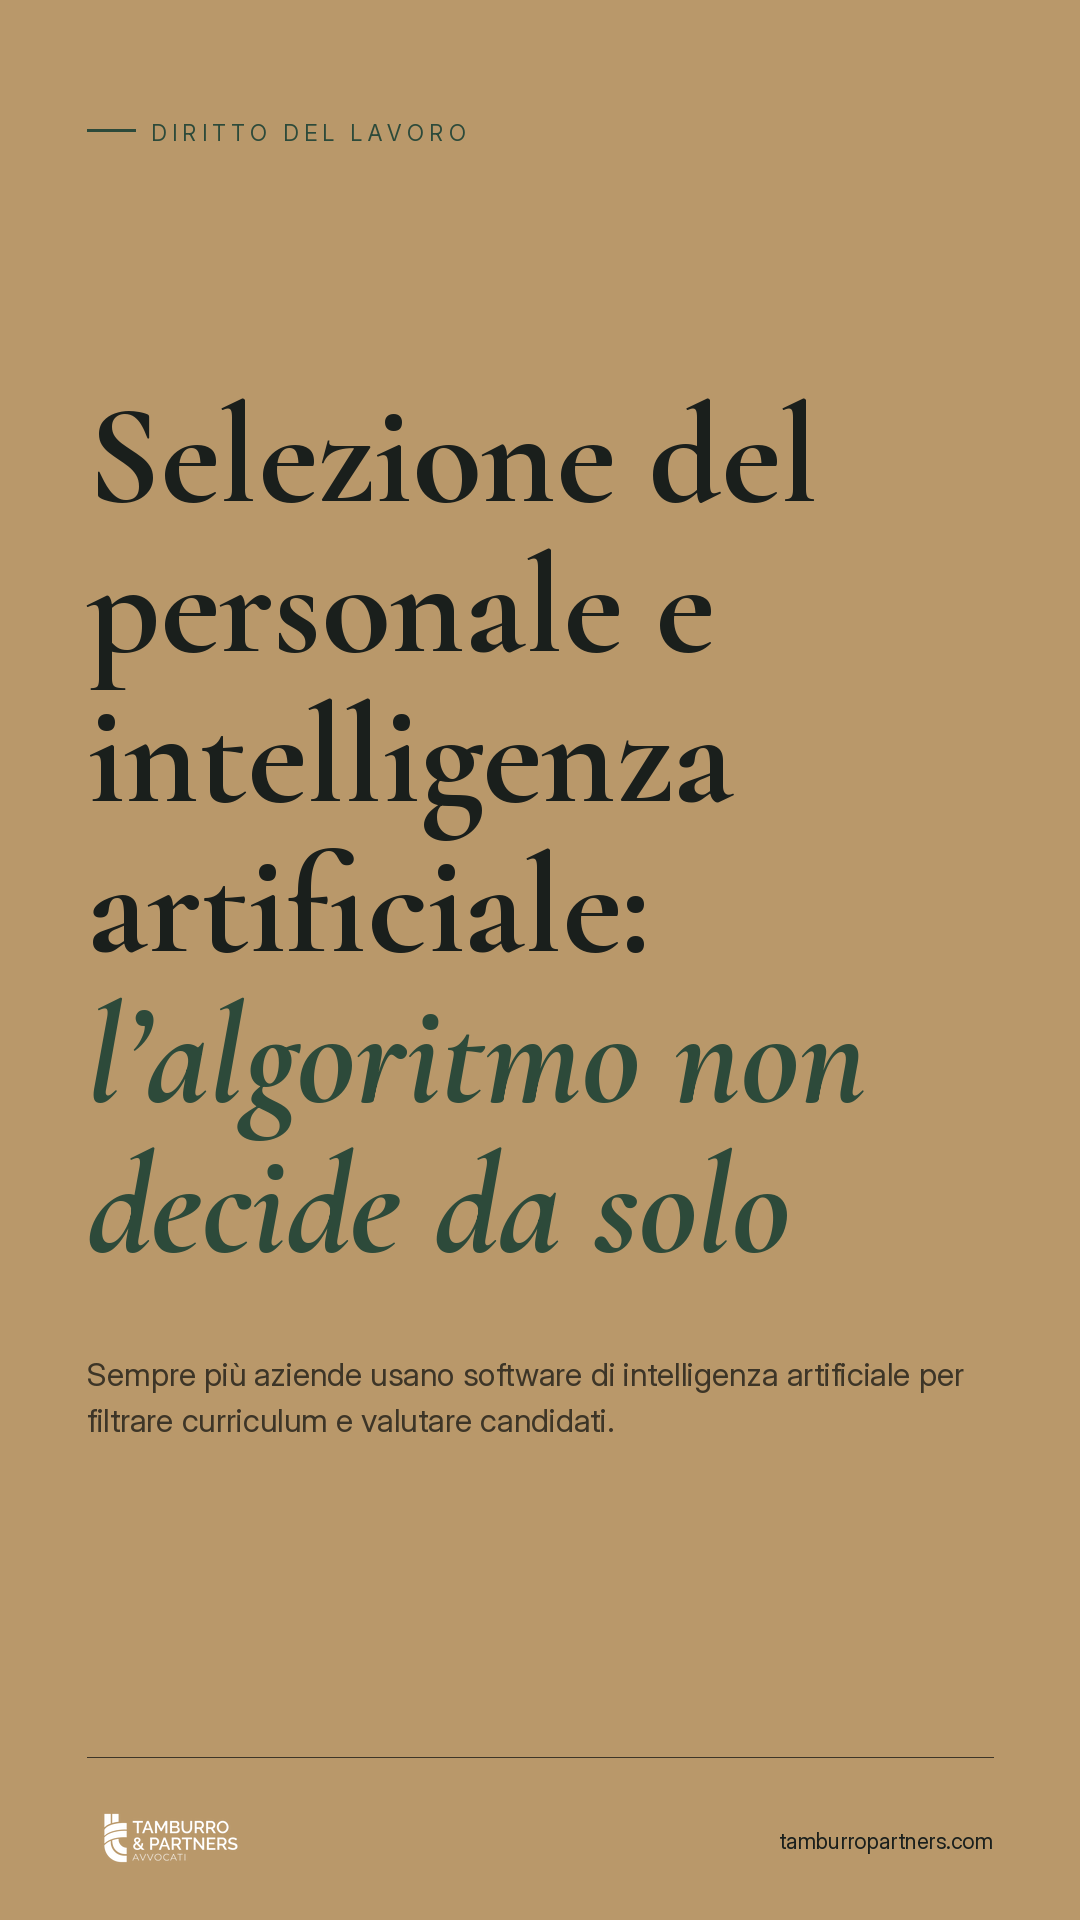 DIRITTO DEL LAVORO
Selezione del
personale e
intelligenza
artificiale:
l’algoritmo non
decide da solo
Sempre più aziende usano software di intelligenza artificiale per
filtrare curriculum e valutare candidati.
TAMBURRO
& PARTNERS
AVVOCATI
tamburropartners.com